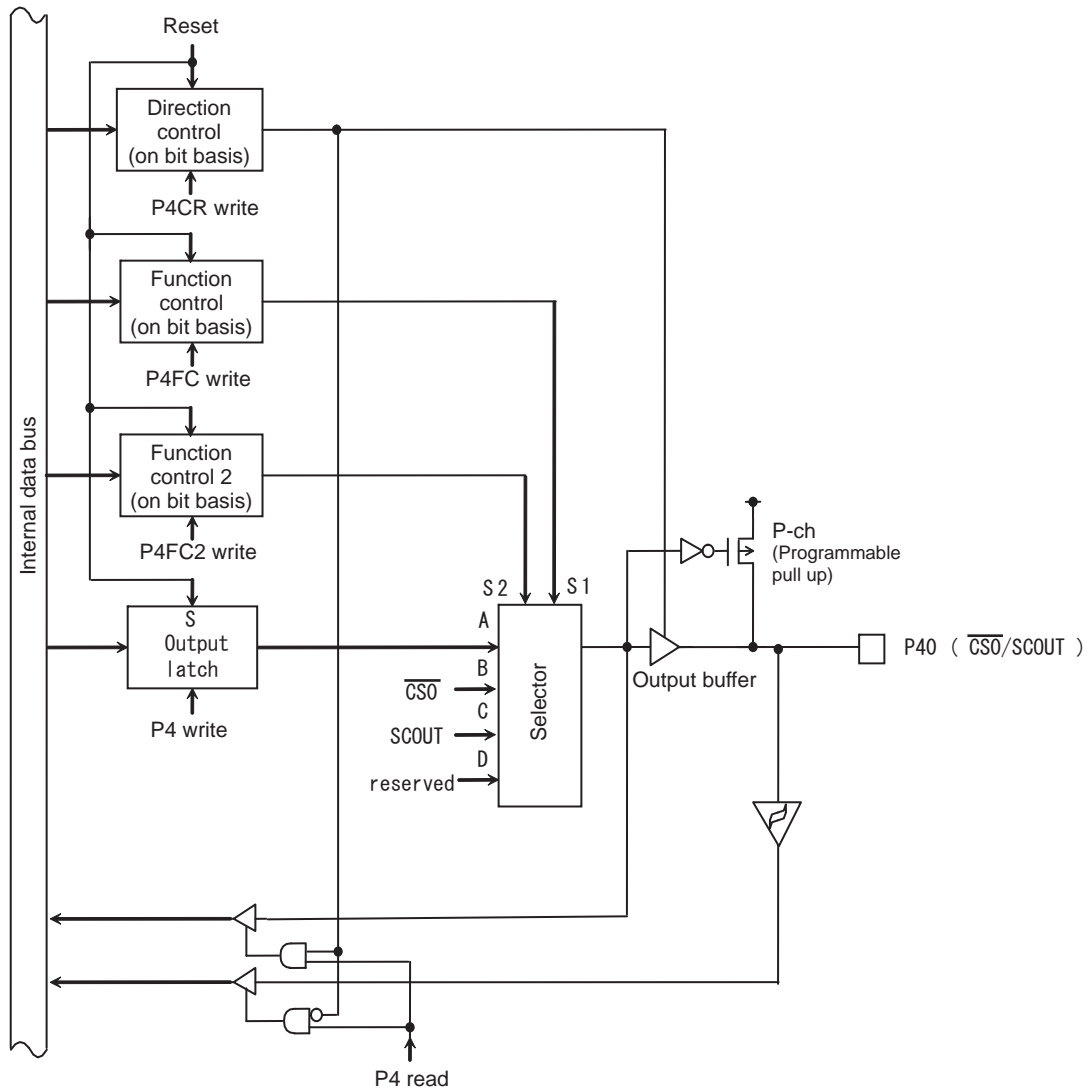 Reset
Direction
control
(on bit basis)
P4CR write
Function
control
(on bit basis)
P4FC write
Internal data bus
Function
control 2
(on bit basis)
P4FC2 write
P-ch
(Programmable
pull up)
S2
S1
S
Output
latch
P4 write
A
B
C
D
CS0
SCOUT
reserved
Selector
Output buffer
P40 ( CS0/SCOUT )
P4 read